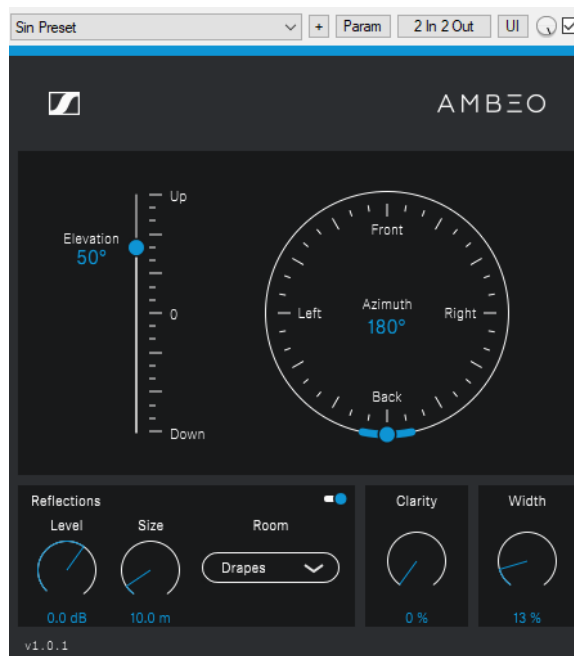 Sin Preset + Param 2 In 2 Out UI
AMBEO
Up
Elevation
50°
0
Down
Front
Left
Azimuth
180°
Right
Back
Reflections
Level Size Room
Drapes
0.0 dB 10.0 m
Clarity
0 %
Width
13 %
v1.0.1